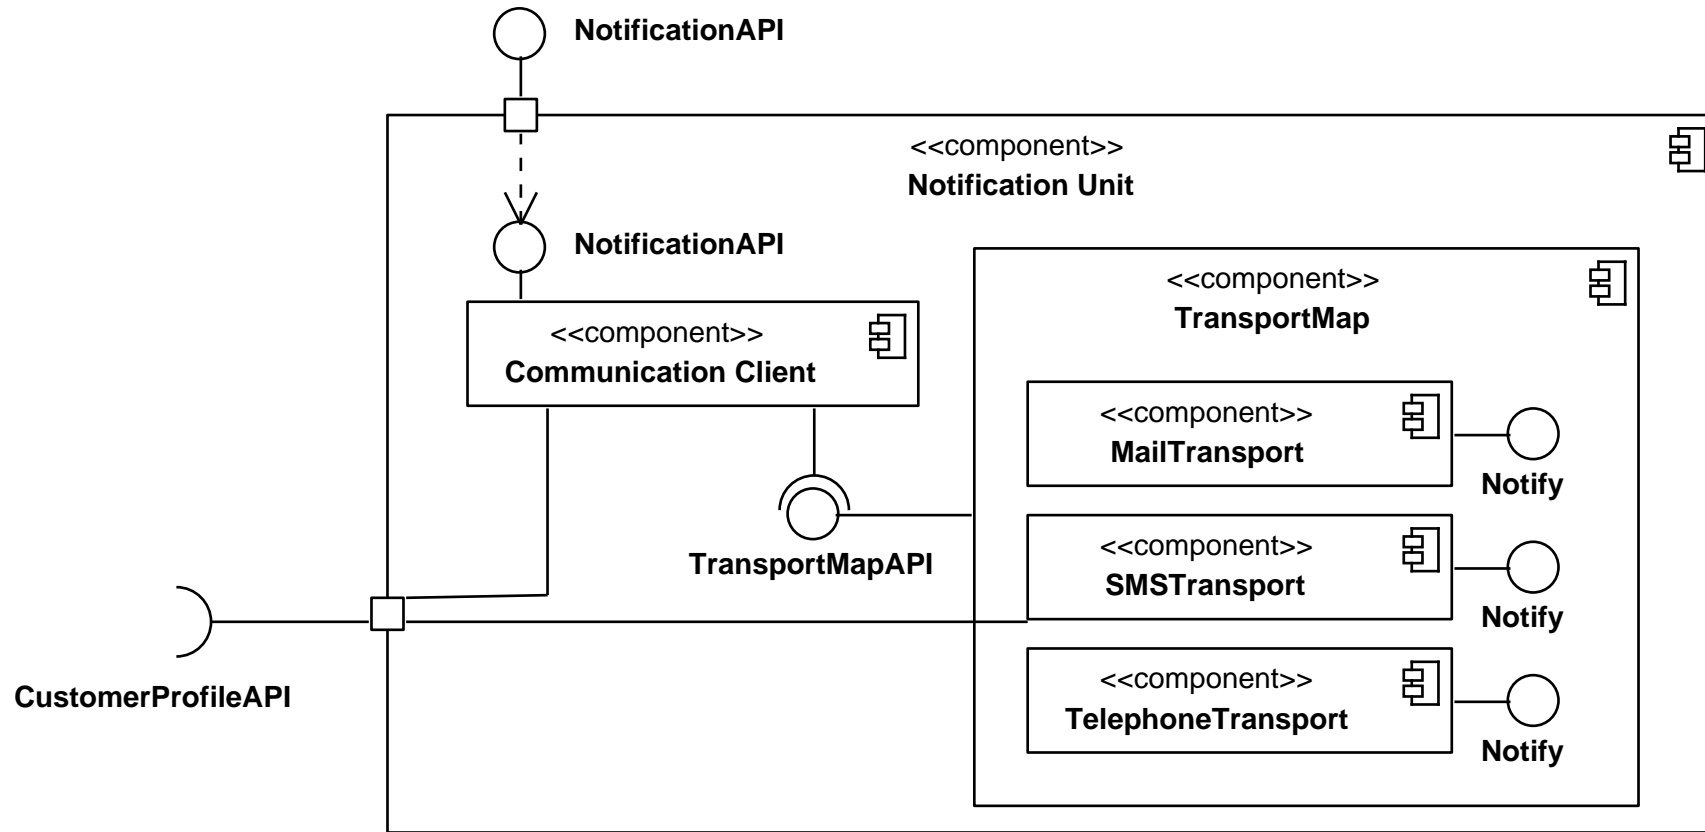 NotificationAPI
<<component>>
Notification Unit
NotificationAPI
<<component>>
TransportMap
<<component>>
Communication Client
<<component>>
MailTransport
Notify
TransportMapAPI
<<component>>
SMSTransport
Notify
CustomerProfileAPI
<<component>>
TelephoneTransport
Notify